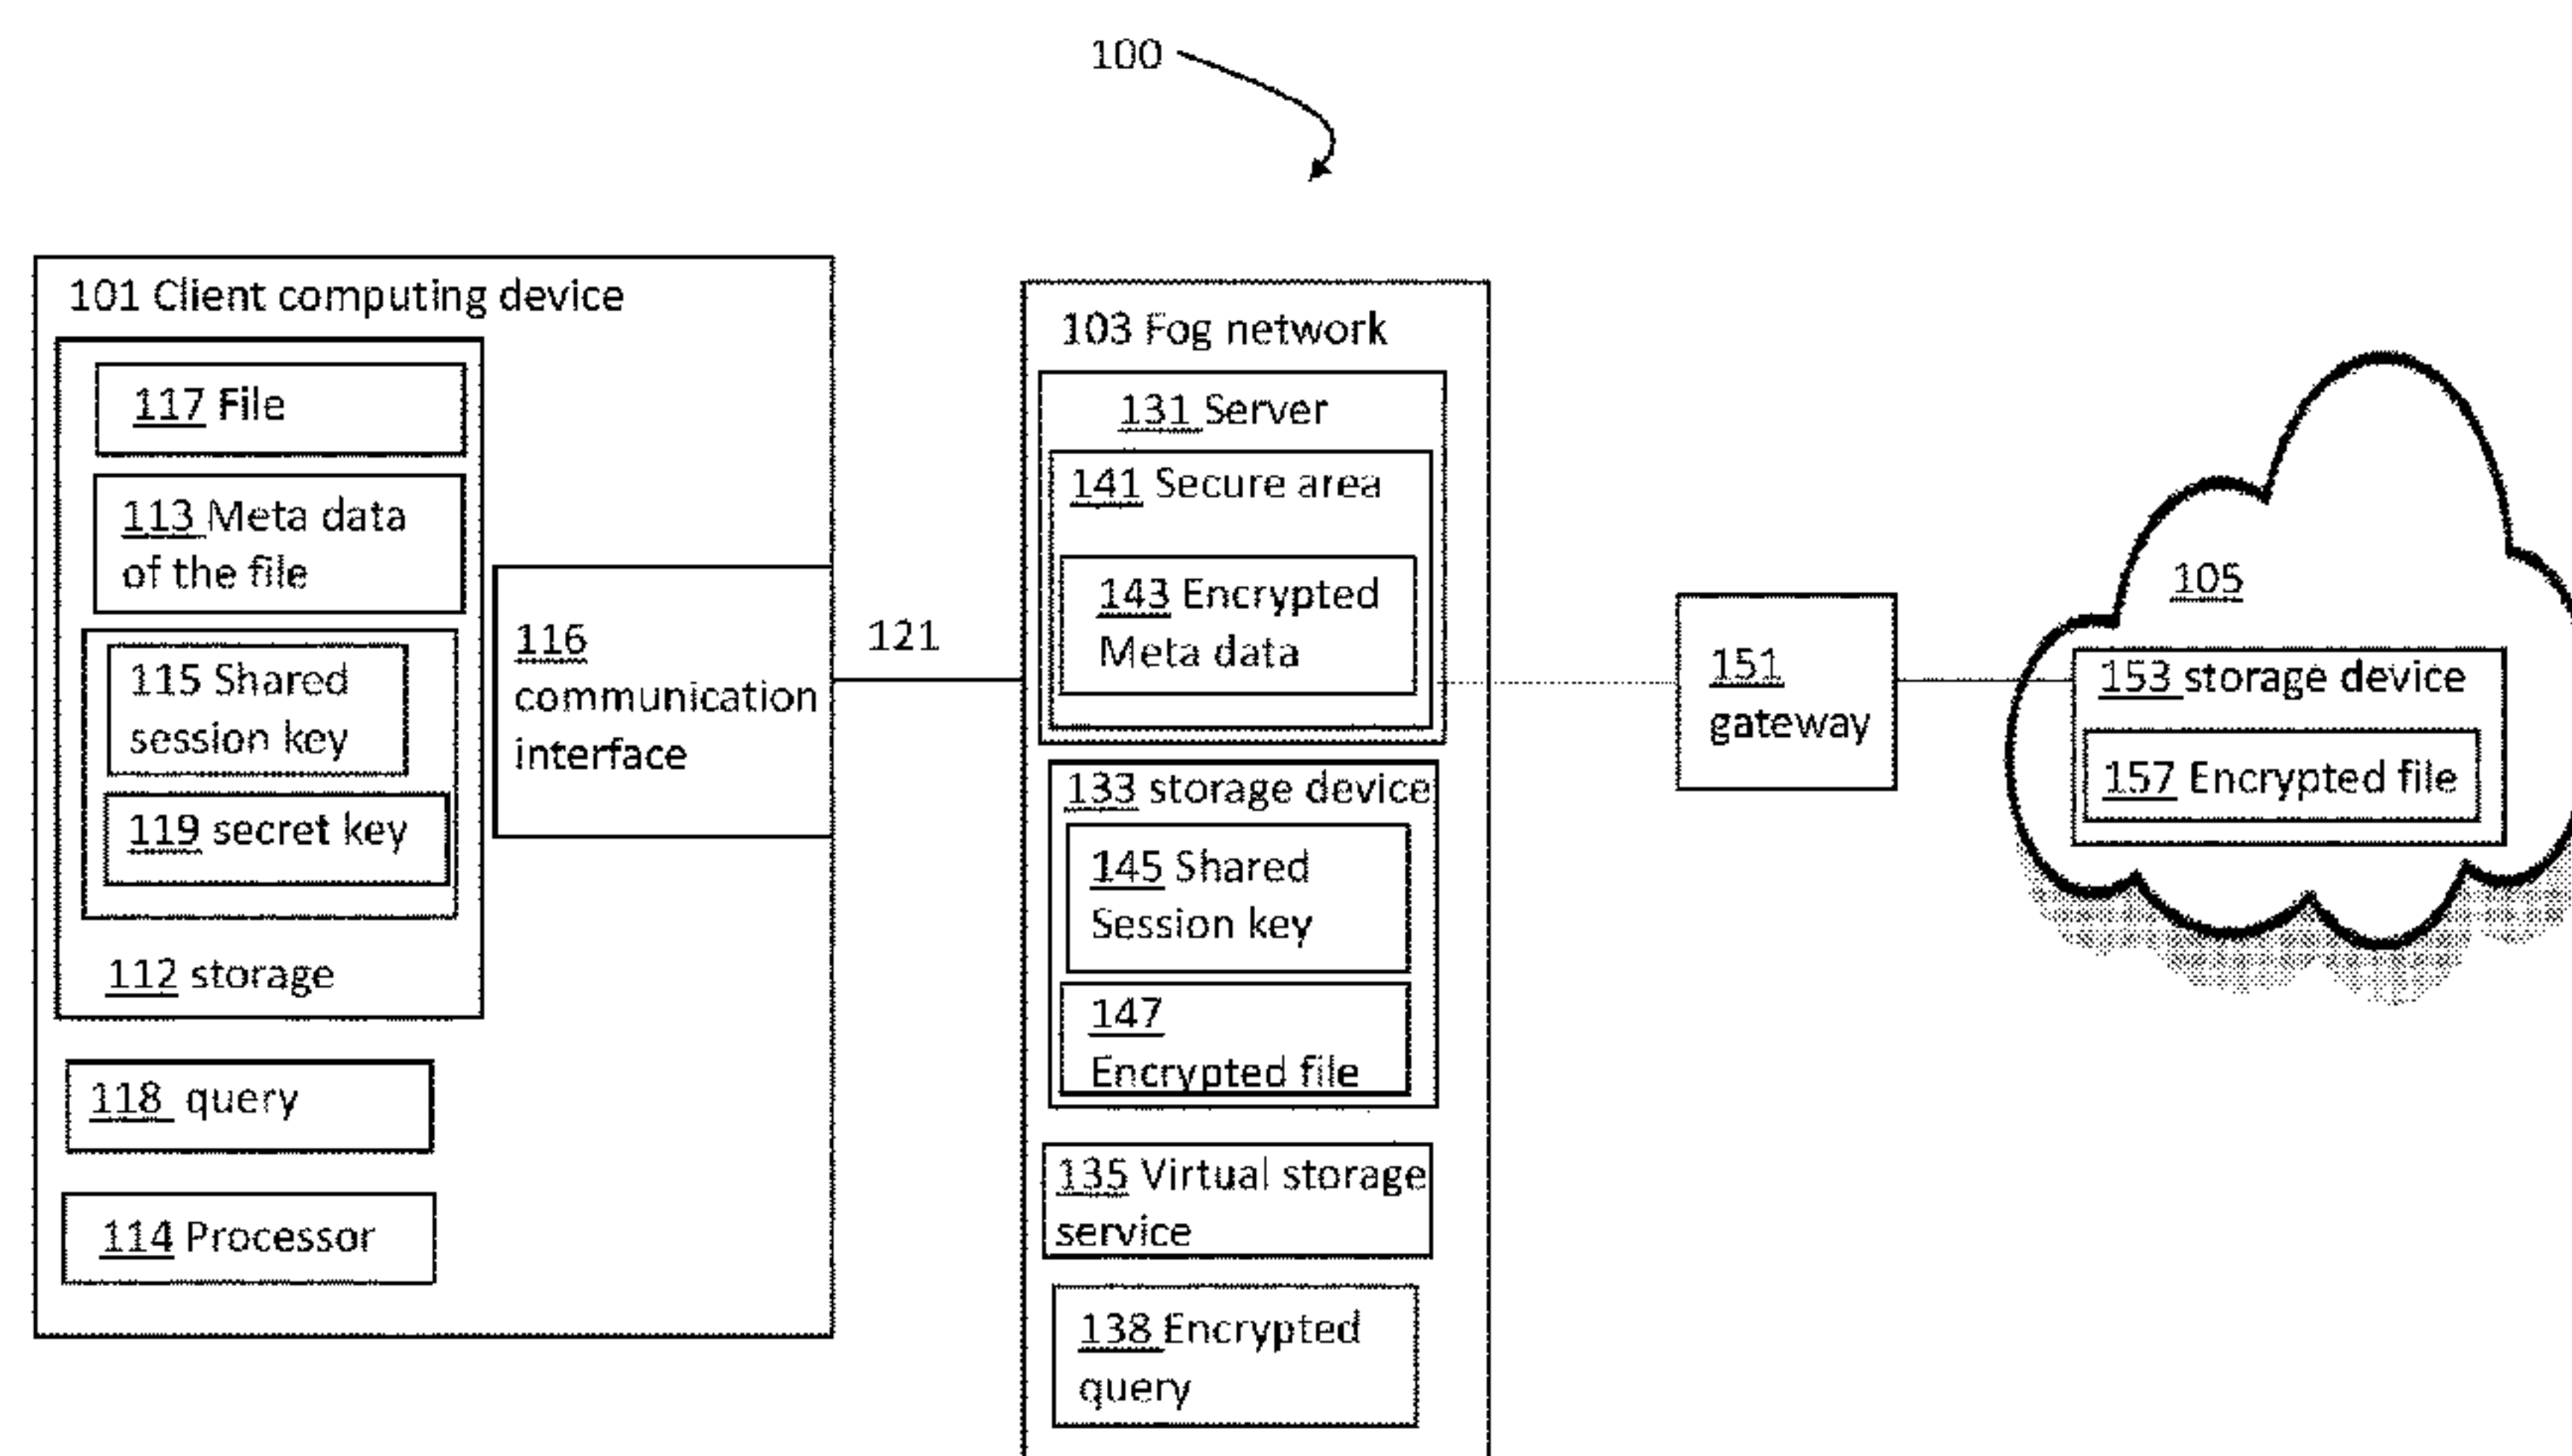 100
101 Client computing device
117 File
113 Meta data
of the file
115 Shared
session key
119 secret key
112 storage
118 query
114 Processor
116
communication
interface
121
103 Fog network
131 Server
141 Secure area
143 Encrypted
Meta data
133 storage device
145 Shared
Session key
147
Encrypted file
135 Virtual storage
service
138 Encrypted
query
151
gateway
105
153 storage device
157 Encrypted file